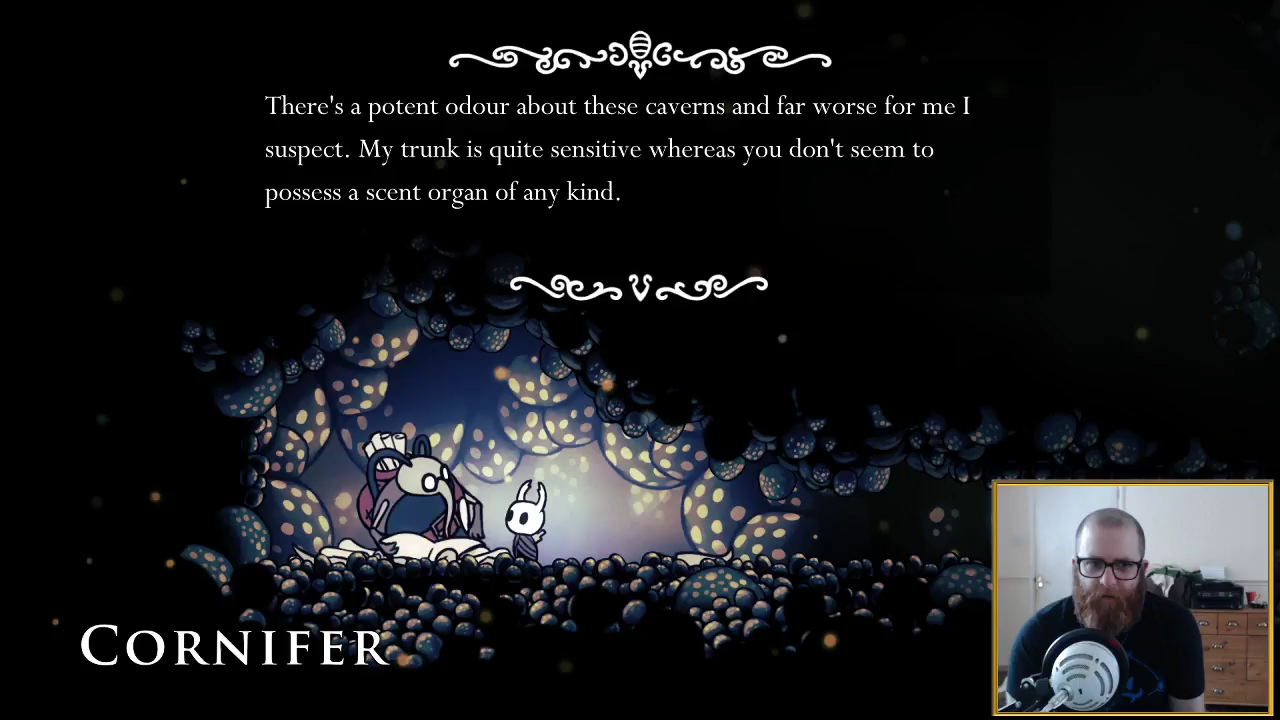 There's a potent odour about these caverns and far worse for me I
suspect. My trunk is quite sensitive whereas you don't seem to
possess a scent organ of any kind.
CORNIFER